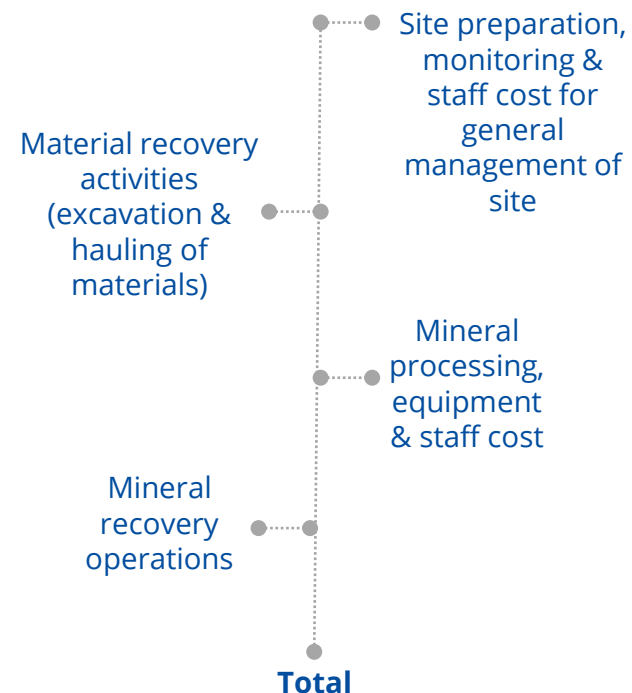 Site preparation,
monitoring &
staff cost for
general
management of
site
Material recovery
activities
(excavation &
hauling of
materials)
Mineral
processing,
equipment
& staff cost
Mineral
recovery
operations
Total